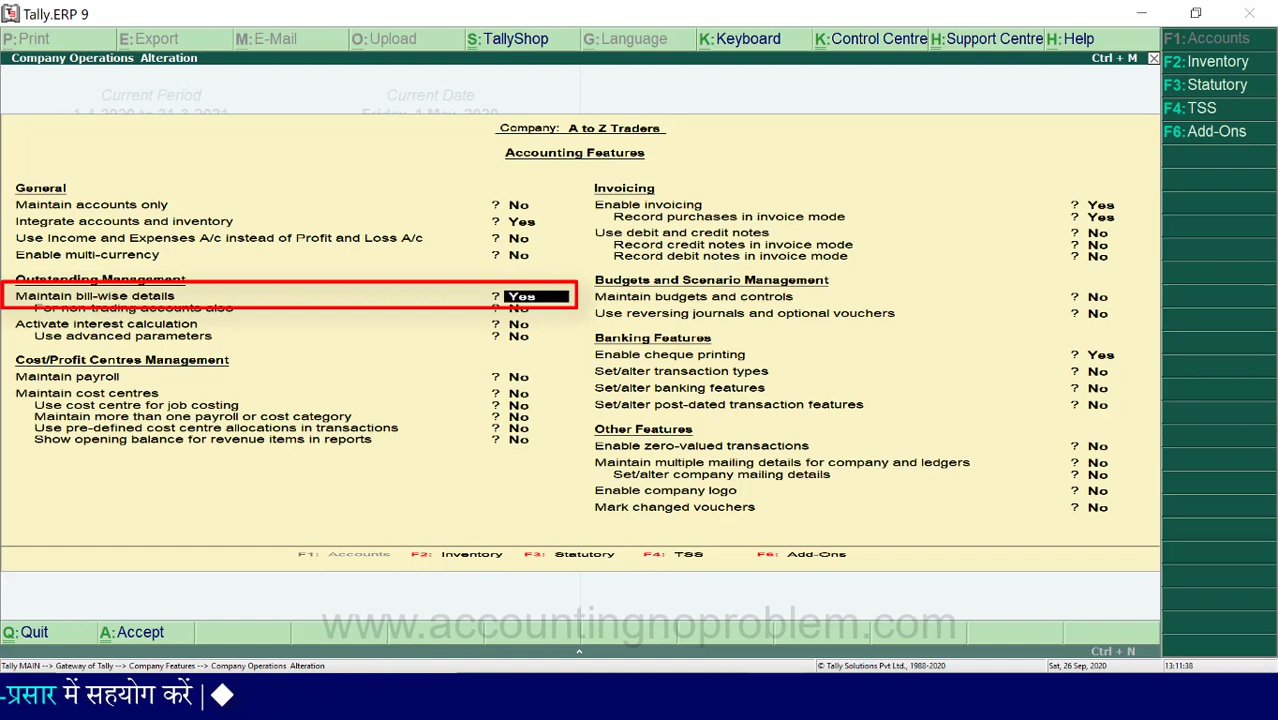 Tally.ERP 9
P: Print E: Export M: E-Mail O: Upload S: TallyShop G: Language K: Keyboard K: Control Centre H: Support Centre H: Help F1: Accounts
Company Operations Alteration Ctrl + M
F2: Inventory
F3: Statutory
F4: TSS
F6: Add-Ons
Current Period Current Date
1-4-2020 to 31-3-2021 Friday, 1 May, 2020
Company: A to Z Traders
Accounting Features
General
Maintain accounts only ? No
Integrate accounts and inventory ? Yes
Use Income and Expenses A/c instead of Profit and Loss A/c ? No
Enable multi-currency ? No
Outstanding Management
Maintain bill-wise details ? Yes
For non-trading accounts also ? No
Activate interest calculation ? No
Use advanced parameters ? No
Cost/Profit Centres Management
Maintain payroll ? No
Maintain cost centres ? No
Use cost centre for job costing ? No
Maintain more than one payroll or cost category ? No
Use pre-defined cost centre allocations in transactions ? No
Show opening balance for revenue items in reports ? No
Invoicing
Enable invoicing ? Yes
Record purchases in invoice mode ? Yes
Use debit and credit notes ? No
Record credit notes in invoice mode ? No
Record debit notes in invoice mode ? No
Budgets and Scenario Management
Maintain budgets and controls ? No
Use reversing journals and optional vouchers ? No
Banking Features
Enable cheque printing ? Yes
Set/alter transaction types ? No
Set/alter banking features ? No
Set/alter post-dated transaction features ? No
Other Features
Enable zero-valued transactions ? No
Maintain multiple mailing details for company and ledgers ? No
Set/alter company mailing details ? No
Enable company logo ? No
Mark changed vouchers ? No
F1: Accounts F2: Inventory F3: Statutory F4: TSS F6: Add-Ons
www.accountingnoproblem.com
Q: Quit A: Accept
Ctrl + N
Tally MAIN --> Gateway of Tally --> Company Features --> Company Operations Alteration © Tally Solutions Pvt Ltd., 1988-2020 Sat, 26 Sep, 2020 13:11:38
-प्रसार में सहयोग करें |